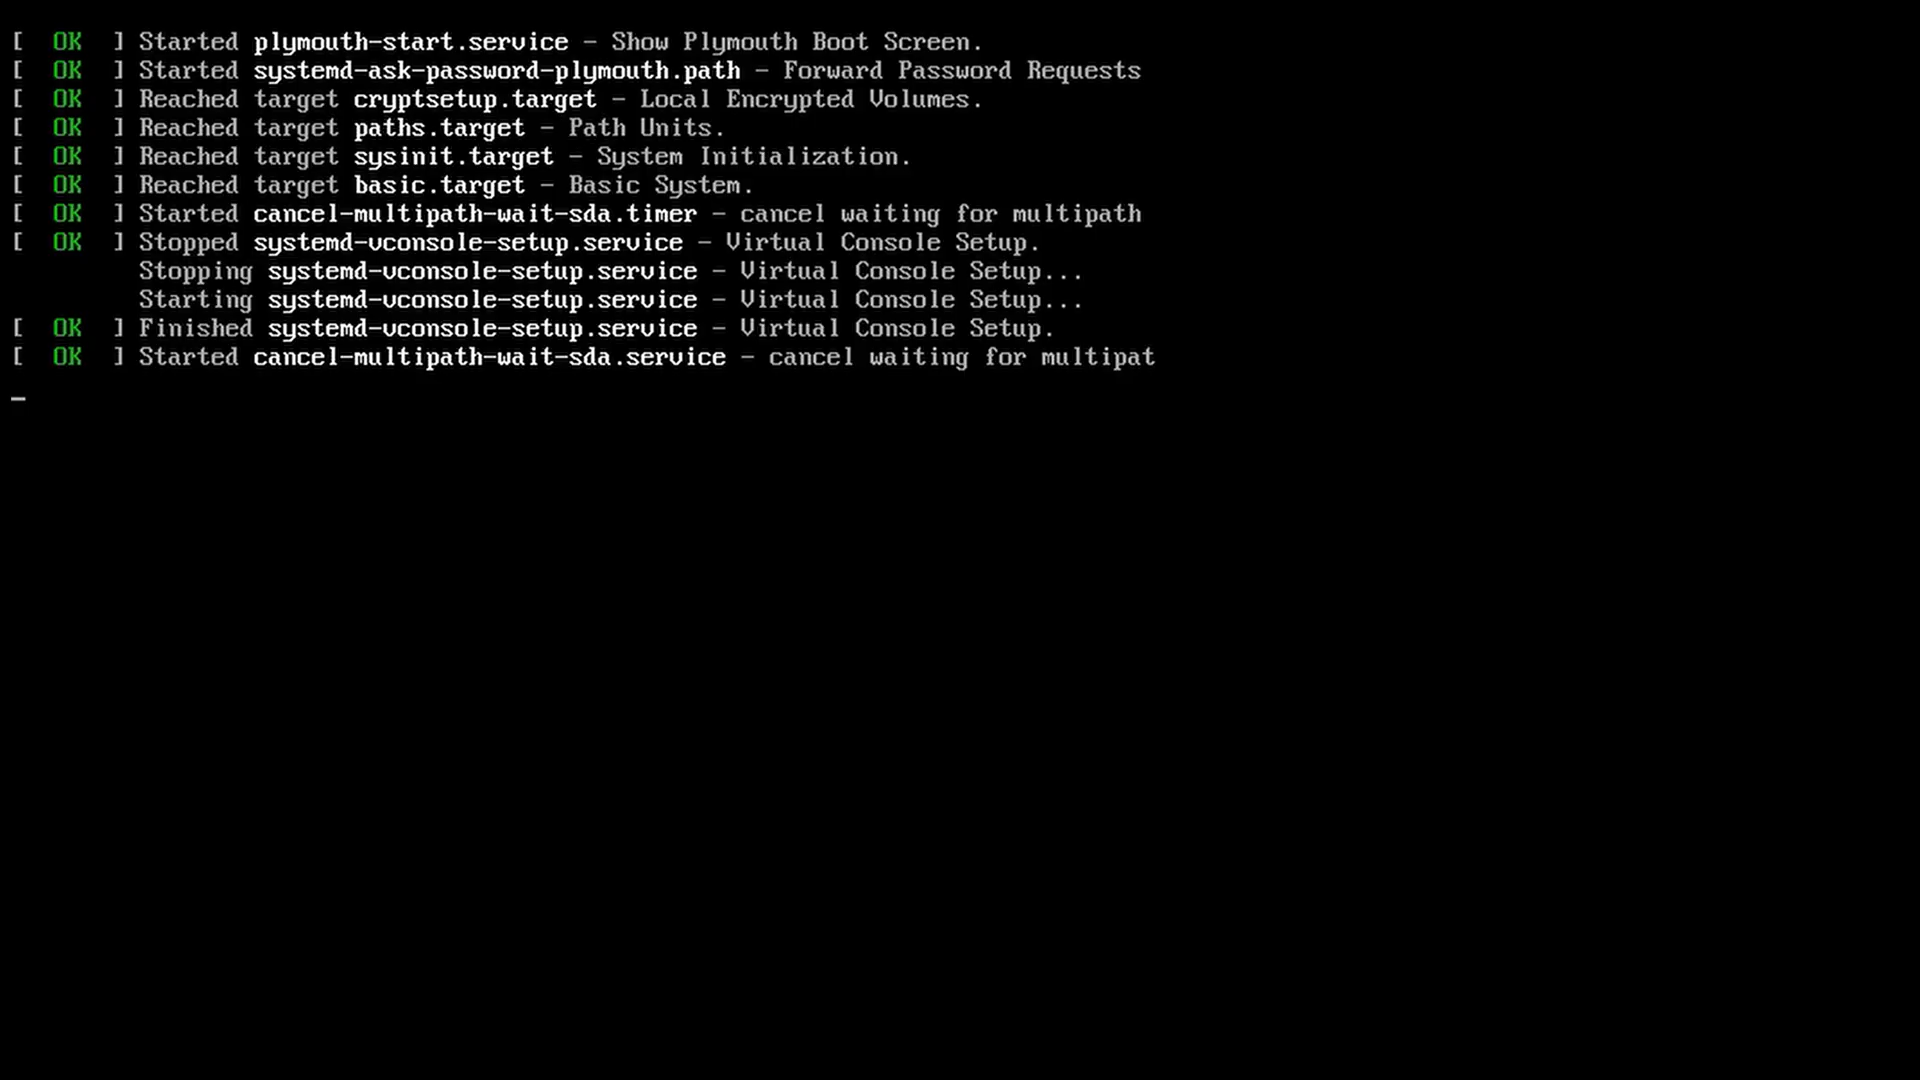 [  OK  ] Started plymouth-start.service – Show Plymouth Boot Screen.
[  OK  ] Started systemd-ask-password-plymouth.path – Forward Password Requests
[  OK  ] Reached target cryptsetup.target – Local Encrypted Volumes.
[  OK  ] Reached target paths.target – Path Units.
[  OK  ] Reached target sysinit.target – System Initialization.
[  OK  ] Reached target basic.target – Basic System.
[  OK  ] Started cancel-multipath-wait-sda.timer – cancel waiting for multipath
[  OK  ] Stopped systemd-vconsole-setup.service – Virtual Console Setup.
Stopping systemd-vconsole-setup.service – Virtual Console Setup...
Starting systemd-vconsole-setup.service – Virtual Console Setup...
[  OK  ] Finished systemd-vconsole-setup.service – Virtual Console Setup.
[  OK  ] Started cancel-multipath-wait-sda.service – cancel waiting for multipat